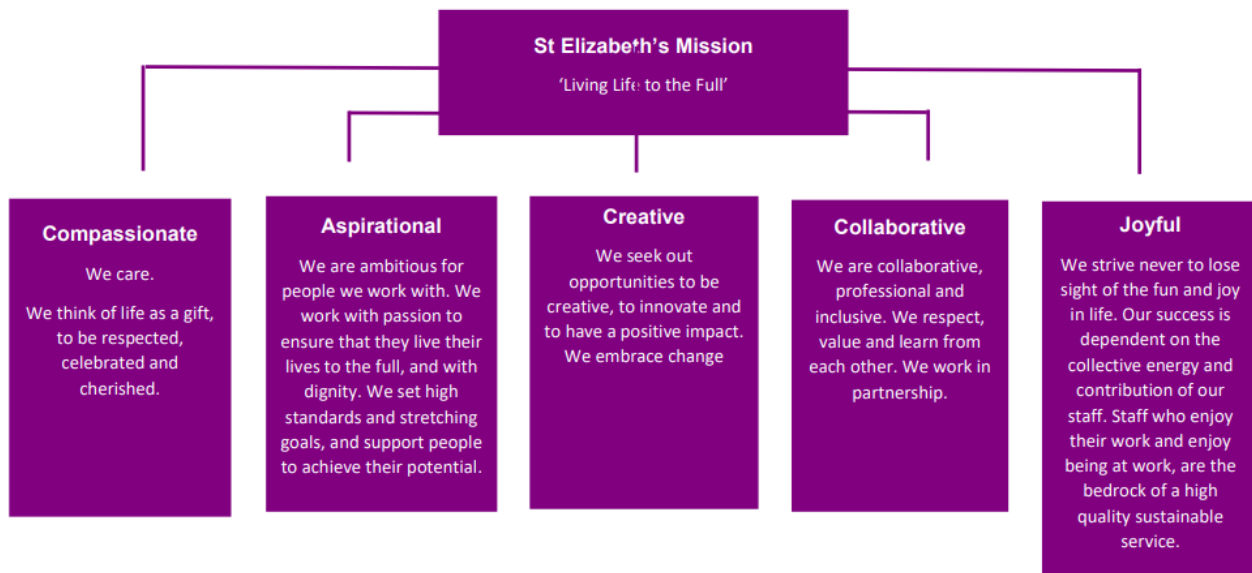 St Elizabeth's Mission
‘Living Life to the Full’
Compassionate
We care.
We think of life as a gift,
to be respected,
celebrated and
cherished.
Aspirational
We are ambitious for
people we work with. We
work with passion to
ensure that they live their
lives to the full, and with
dignity. We set high
standards and stretching
goals, and support people
to achieve their potential.
Creative
We seek out
opportunities to be
creative, to innovate and
to have a positive impact.
We embrace change
Collaborative
We are collaborative,
professional and
inclusive. We respect,
value and learn from
each other. We work in
partnership.
Joyful
We strive never to lose
sight of the fun and joy
in life. Our success is
dependent on the
collective energy and
contribution of our
staff. Staff who enjoy
their work and enjoy
being at work, are the
bedrock of a high
quality sustainable
service.